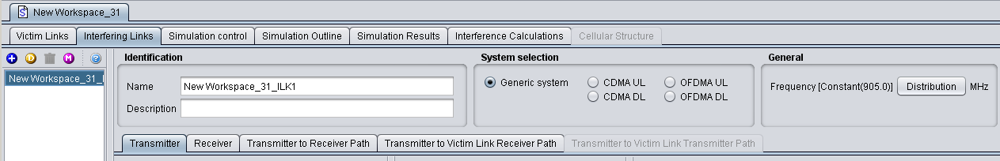 New Workspace_31
Victim Links Interfering Links Simulation control Simulation Outline Simulation Results Interference Calculations Cellular Structure
D M ?
New Workspace_31_I
Identification
Name New Workspace_31_ILK1
Description
System selection
Generic system CDMA UL OFDMA UL
CDMA DL OFDMA DL
General
Frequency [Constant(905.0)] Distribution MHz
Transmitter Receiver Transmitter to Receiver Path Transmitter to Victim Link Receiver Path Transmitter to Victim Link Transmitter Path